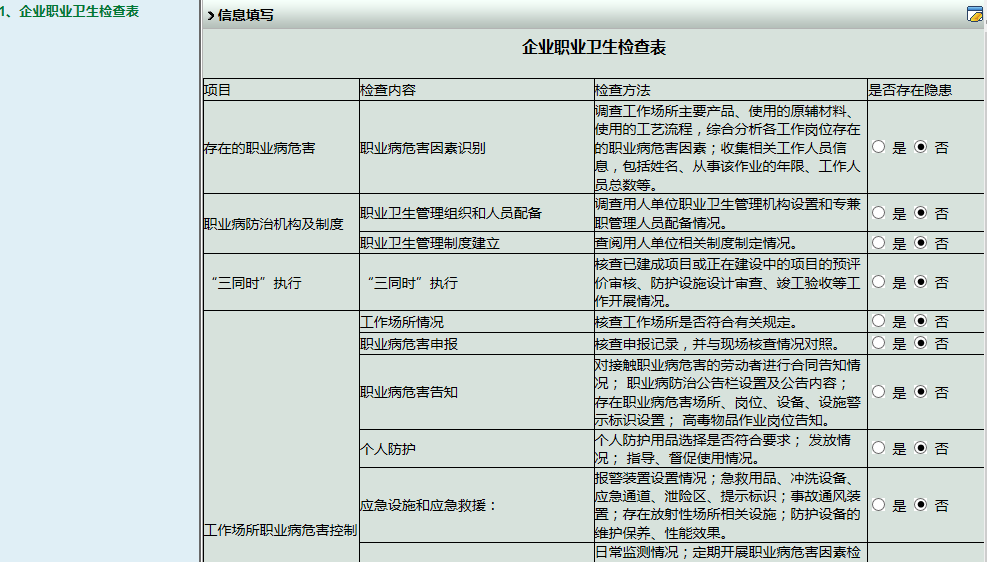 1、企业职业卫生检查表
信息填写
企业职业卫生检查表
项目
检查内容
检查方法
是否存在隐患
存在的职业病危害
职业病危害因素识别
调查工作场所主要产品、使用的原辅材料、
使用的工艺流程，综合分析各工作岗位存在
的职业病危害因素；收集相关工作人员信
息，包括姓名、从事该作业的年限、工作人
员总数等。
是 否
职业病防治机构及制度
职业卫生管理组织和人员配备
调查用人单位职业卫生管理机构设置和专兼
职管理人员配备情况。
是 否
职业卫生管理制度建立
查阅用人单位相关制度制定情况。
是 否
“三同时”执行
“三同时”执行
核查已建成项目或正在建设中的项目的预评
价审核、防护设施设计审查、竣工验收等工
作开展情况。
是 否
工作场所职业病危害控制
工作场所情况
核查工作场所是否符合有关规定。
是 否
职业病危害申报
核查申报记录，并与现场核查情况对照。
是 否
职业病危害告知
对接触职业病危害的劳动者进行合同告知情
况； 职业病防治公告栏设置及公告内容；
存在职业病危害场所、岗位、设备、设施警
示标识设置； 高毒物品作业岗位告知。
是 否
个人防护
个人防护用品选择是否符合要求； 发放情
况； 指导、督促使用情况。
是 否
应急设施和应急救援：
报警装置设置情况；急救用品、冲洗设备、
应急通道、泄险区、提示标识；事故通风装
置；存在放射性场所相关设施；防护设备的
维护保养、性能效果。
是 否
日常监测情况；定期开展职业病危害因素检